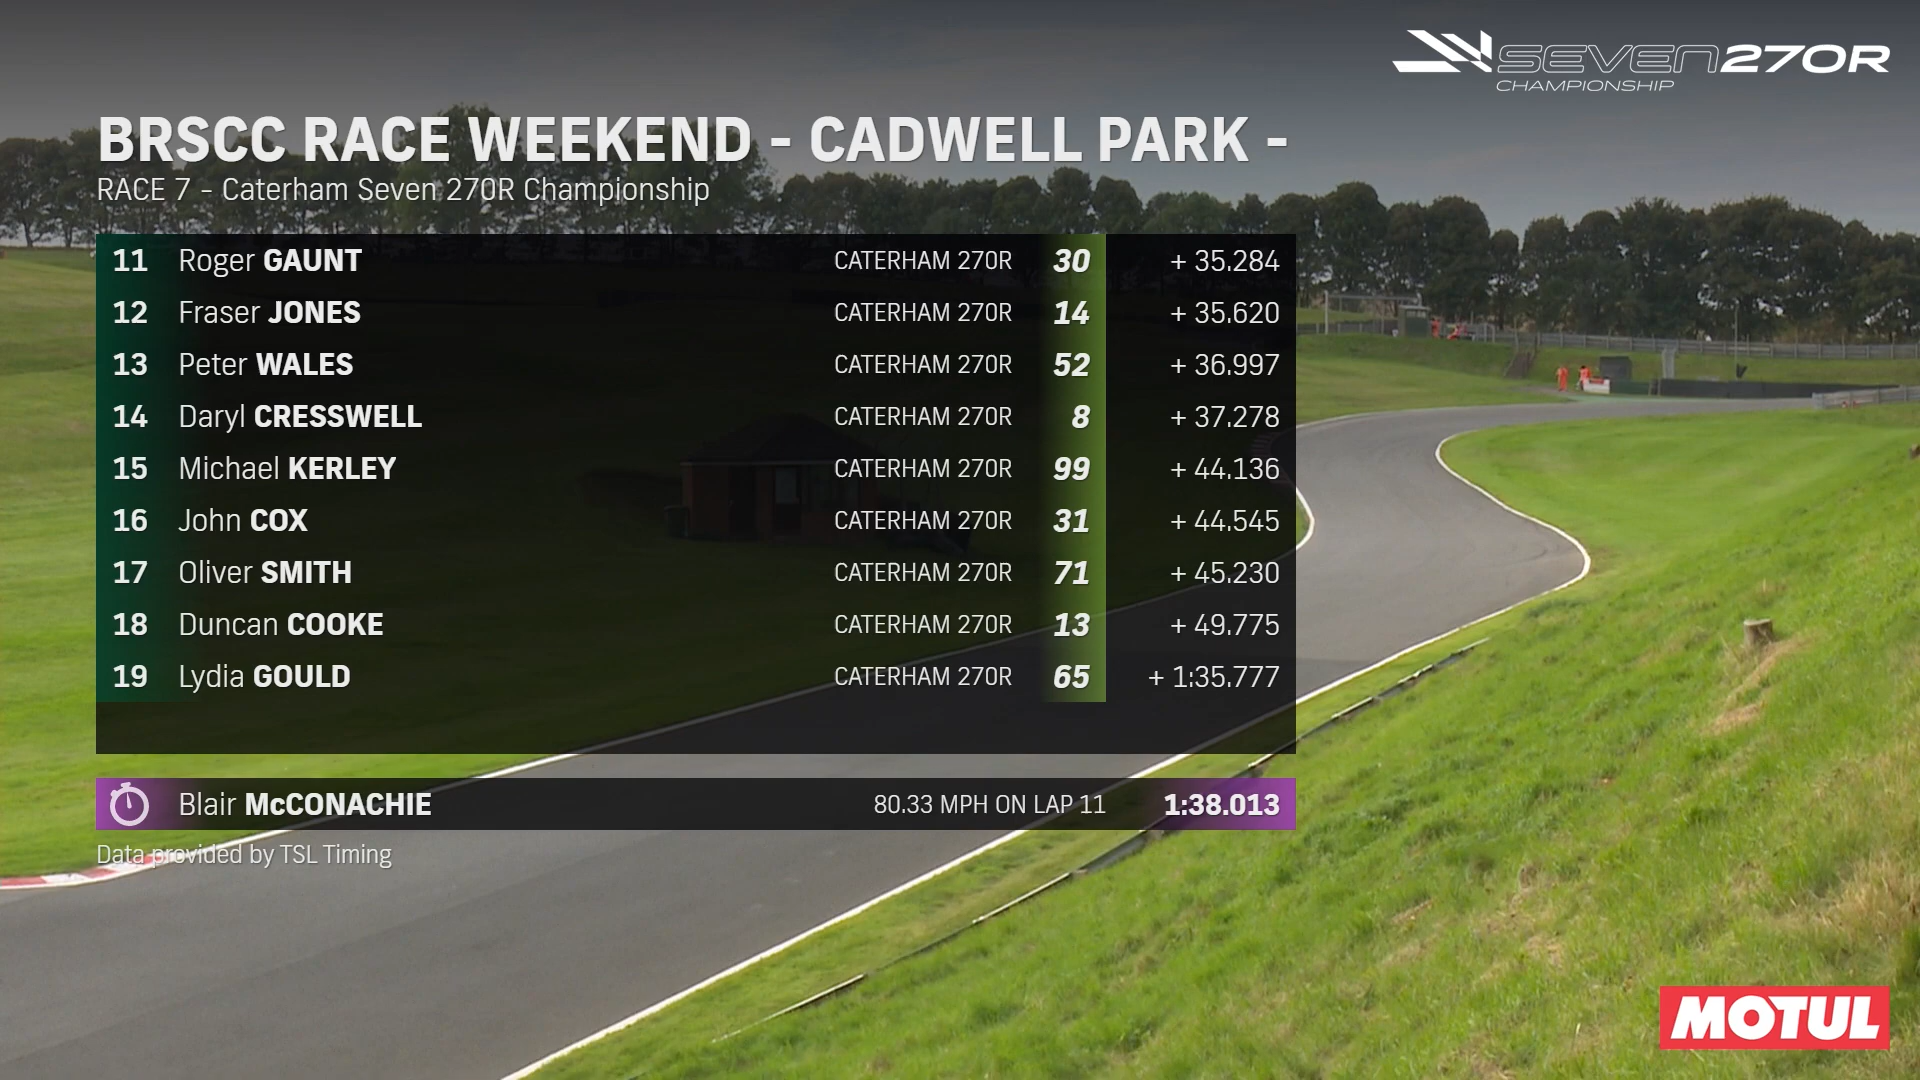 SEVEN 270R
CHAMPIONSHIP
BRSCC RACE WEEKEND - CADWELL PARK -
RACE 7 - Caterham Seven 270R Championship
11 Roger GAUNT CATERHAM 270R 30 + 35.284
12 Fraser JONES CATERHAM 270R 14 + 35.620
13 Peter WALES CATERHAM 270R 52 + 36.997
14 Daryl CRESSWELL CATERHAM 270R 8 + 37.278
15 Michael KERLEY CATERHAM 270R 99 + 44.136
16 John COX CATERHAM 270R 31 + 44.545
17 Oliver SMITH CATERHAM 270R 71 + 45.230
18 Duncan COOKE CATERHAM 270R 13 + 49.775
19 Lydia GOULD CATERHAM 270R 65 + 1:35.777
Blair McCONACHIE 80.33 MPH ON LAP 11 1:38.013
Data provided by TSL Timing
MOTUL